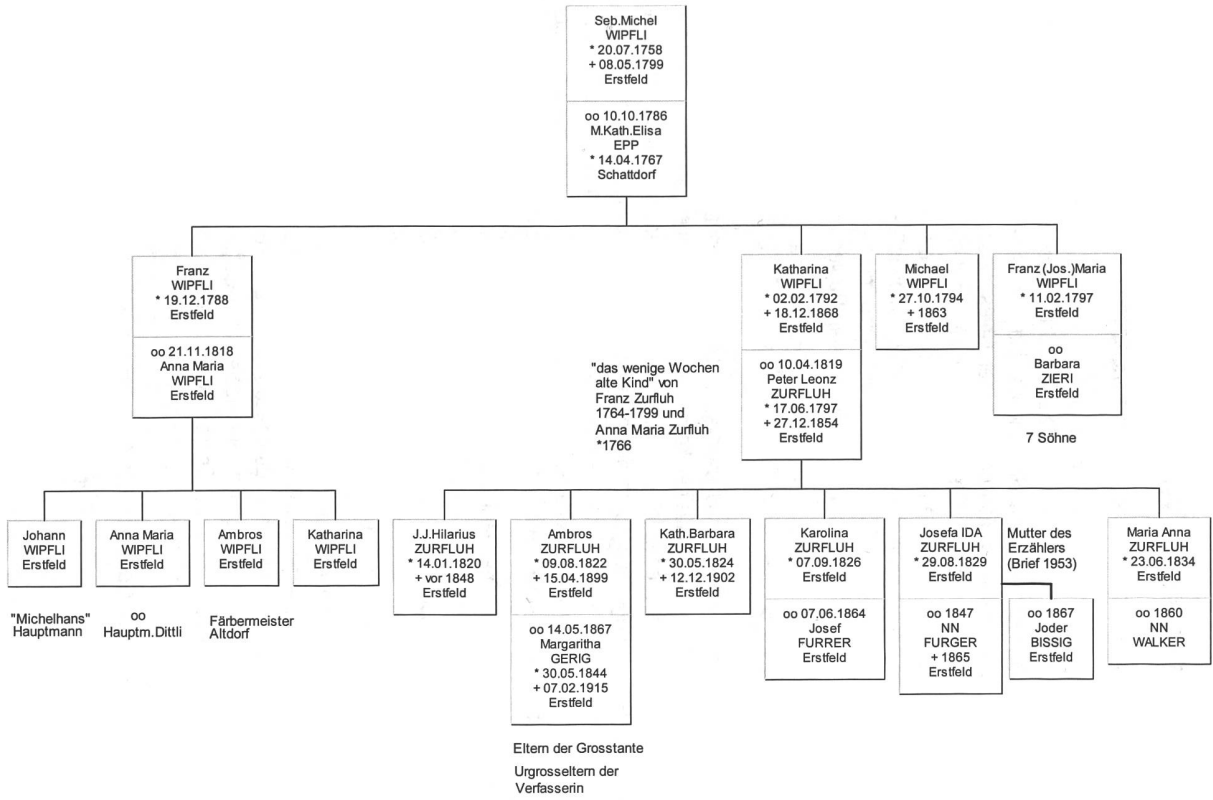 Seb.Michel
WIPFLI
* 20.07.1758
+ 08.05.1799
Erstfeld
oo 10.10.1786
M.Kath.Elisa
EPP
* 14.04.1767
Schattdorf
Franz
WIPFLI
* 19.12.1788
Erstfeld
oo 21.11.1818
Anna Maria
WIPFLI
Erstfeld
"das wenige Wochen
alte Kind" von
Franz Zurfluh
1764-1799 und
Anna Maria Zurfluh
*1766
Katharina
WIPFLI
* 02.02.1792
+ 18.12.1868
Erstfeld
oo 10.04.1819
Peter Leonz
ZURFLUH
* 17.06.1797
+ 27.12.1854
Erstfeld
Michael
WIPFLI
* 27.10.1794
+ 1863
Erstfeld
Franz (Jos.)Maria
WIPFLI
* 11.02.1797
Erstfeld
oo
Barbara
ZIERI
Erstfeld
7 Söhne
Johann
WIPFLI
Erstfeld
"Michelhans"
Hauptmann
Anna Maria
WIPFLI
Erstfeld
oo
Hauptm.Dittli
Ambros
WIPFLI
Erstfeld
Färbermeister
Altdorf
Katharina
WIPFLI
Erstfeld
J.J.Hilarius
ZURFLUH
* 14.01.1820
+ vor 1848
Erstfeld
Ambros
ZURFLUH
* 09.08.1822
+ 15.04.1899
Erstfeld
oo 14.05.1867
Margaritha
GERIG
* 30.05.1844
+ 07.02.1915
Erstfeld
Eltern der Grosstante
Urgrosseltern der
Verfasserin
Kath.Barbara
ZURFLUH
* 30.05.1824
+ 12.12.1902
Erstfeld
Karolina
ZURFLUH
* 07.09.1826
Erstfeld
oo 07.06.1864
Josef
FURRER
Erstfeld
Josefa IDA
ZURFLUH
* 29.08.1829
Erstfeld
oo 1847
NN
FURGER
+ 1865
Erstfeld
Mutter des
Erzählers
(Brief 1953)
oo 1867
Joder
BISSIG
Erstfeld
Maria Anna
ZURFLUH
* 23.06.1834
Erstfeld
oo 1860
NN
WALKER